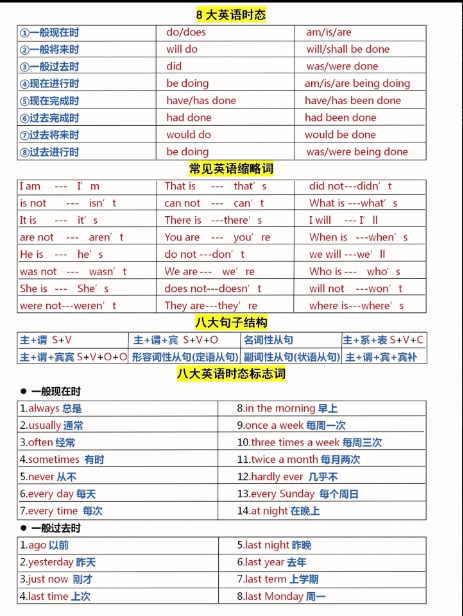 8 大英语时态
①一般现在时 do/does am/is/are
②一般将来时 will do will/shall be done
③一般过去时 did was/were done
④现在进行时 be doing am/is/are being doing
⑤现在完成时 have/has done have/has been done
⑥过去完成时 had done had been done
⑦过去将来时 would do would be done
⑧过去进行时 be doing was/were being done
常见英语缩略词
I am --- I' m That is --- that' s did not---didn' t
is not --- isn' t can not --- can' t What is ---what' s
It is --- it' s There is ---there' s I will --- I' ll
are not --- aren' t You are --- you' re When is ---when' s
He is --- he' s do not ---don' t we will ---we' ll
was not --- wasn' t We are--- we' re Who is --- who' s
She is --- She' s does not---doesn' t will not ---won' t
were not---weren' t They are---they' re where is---where' s
八大句子结构
主+谓 S+V 主+谓+宾 S+V+O 名词性从句 主+系+表 S+V+C
主+谓+宾宾 S+V+O+O 形容词性从句(定语从句) 副词性从句(状语从句) 主+谓+宾+宾补
八大英语时态标志词
● 一般现在时
1.always 总是 8.in the morning 早上
2.usually 通常 9.once a week 每周一次
3.often 经常 10.three times a week 每周三次
4.sometimes 有时 11.twice a month 每月两次
5.never 从不 12.hardly ever 几乎不
6.every day 每天 13.every Sunday 每个周日
7.every time 每次 14.at night 在晚上
● 一般过去时
1.ago 以前 5.last night 昨晚
2.yesterday 昨天 6.last year 去年
3.just now 刚才 7.last term 上学期
4.last time 上次 8.last Monday 周一